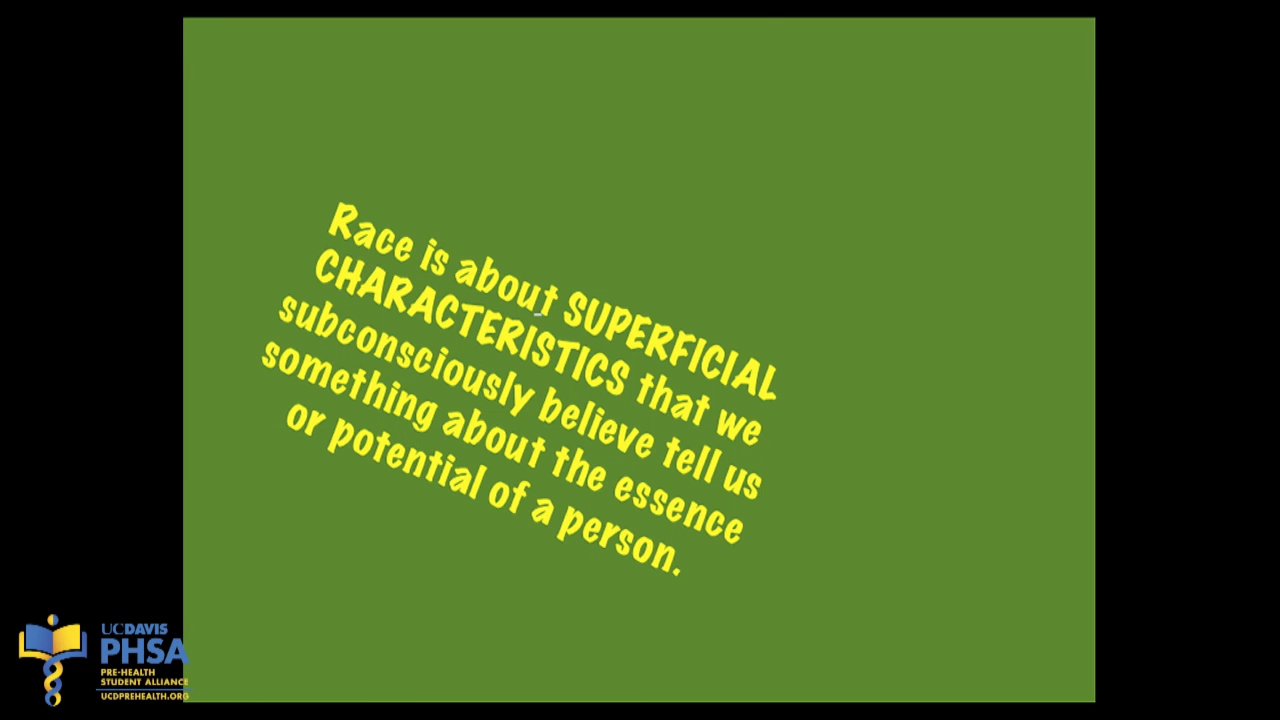 Race is about SUPERFICIAL
CHARACTERISTICS that we
subconsciously believe tell us
something about the essence
or potential of a person.
UCDAVIS
PHSA
PRE-HEALTH
STUDENT ALLIANCE
UCDPREHEALTH.ORG